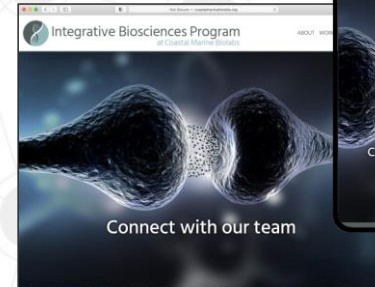 Integrative Biosciences Program
at Coastal Marine Biolabs
ABOUT
Connect with our team
C